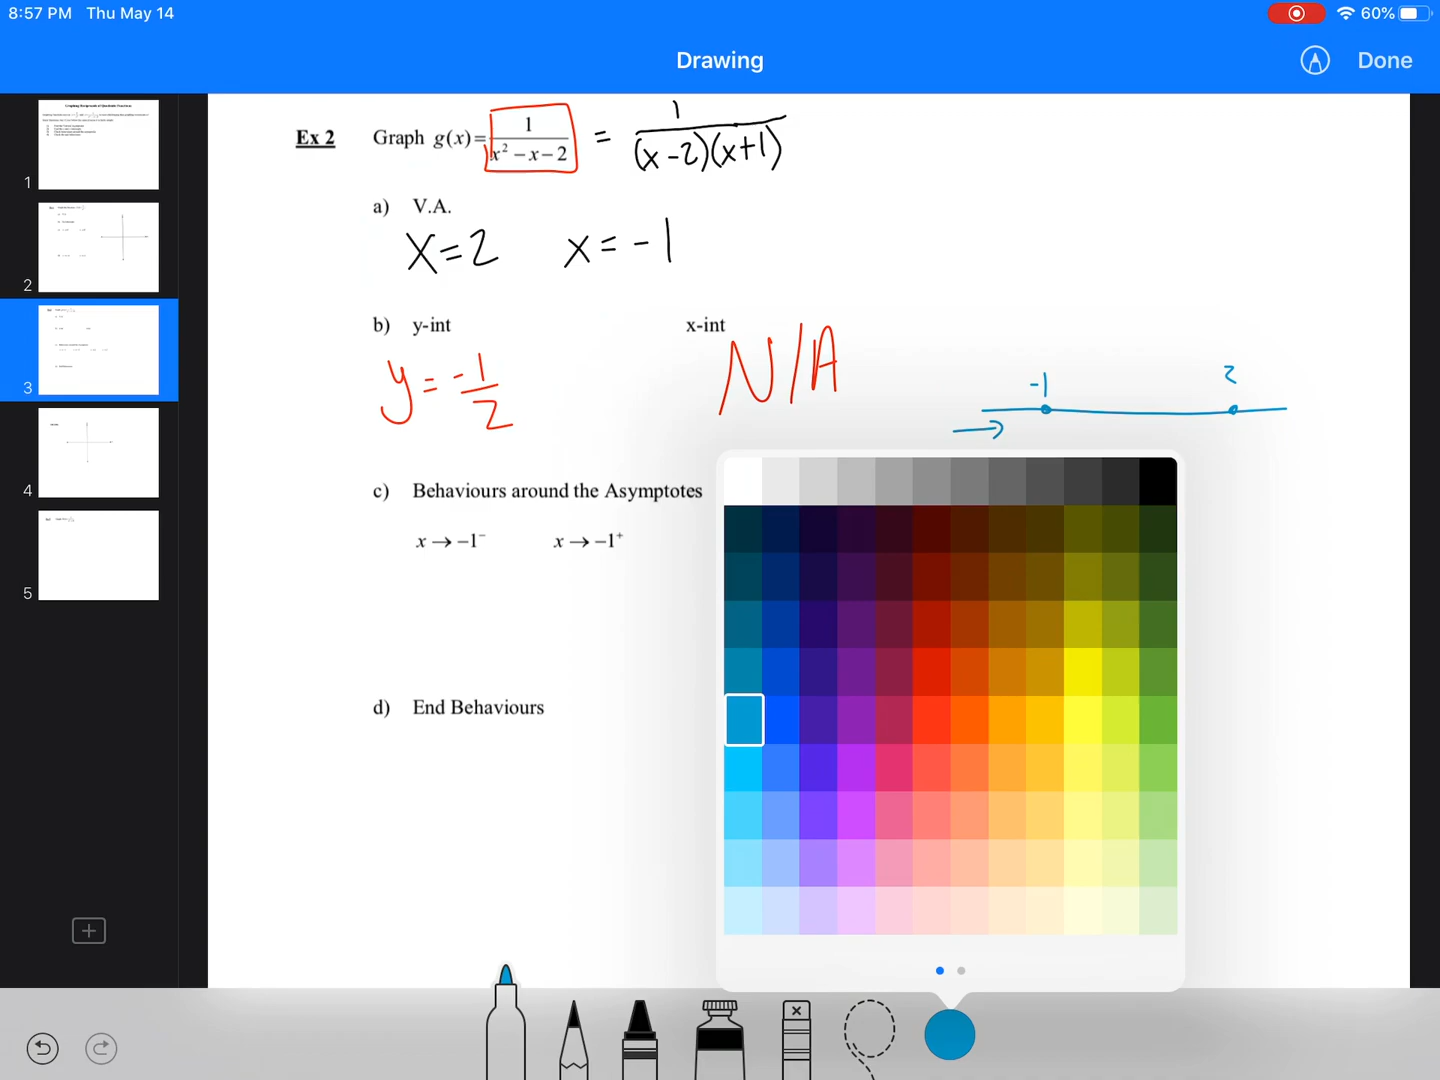 8:57 PM Thu May 14
60%
Drawing
Done
1
2
3
4
5
Ex 2 Graph g(x)= 1/(x² − x − 2) = 1/((x-2)(x+1))
a) V.A.
x=2 x=-1
b) y-int x-int
y = -1/2 N/A
-1 2
c) Behaviours around the Asymptotes
x → −1⁻ x → −1⁺
d) End Behaviours